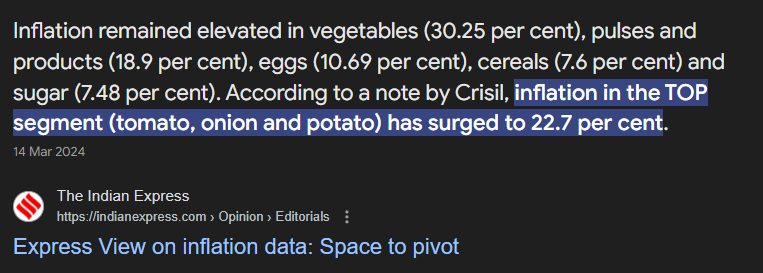 Inflation remained elevated in vegetables (30.25 per cent), pulses and
products (18.9 per cent), eggs (10.69 per cent), cereals (7.6 per cent) and
sugar (7.48 per cent). According to a note by Crisil, inflation in the TOP
segment (tomato, onion and potato) has surged to 22.7 per cent.
14 Mar 2024
The Indian Express
https://indianexpress.com › Opinion › Editorials
Express View on inflation data: Space to pivot